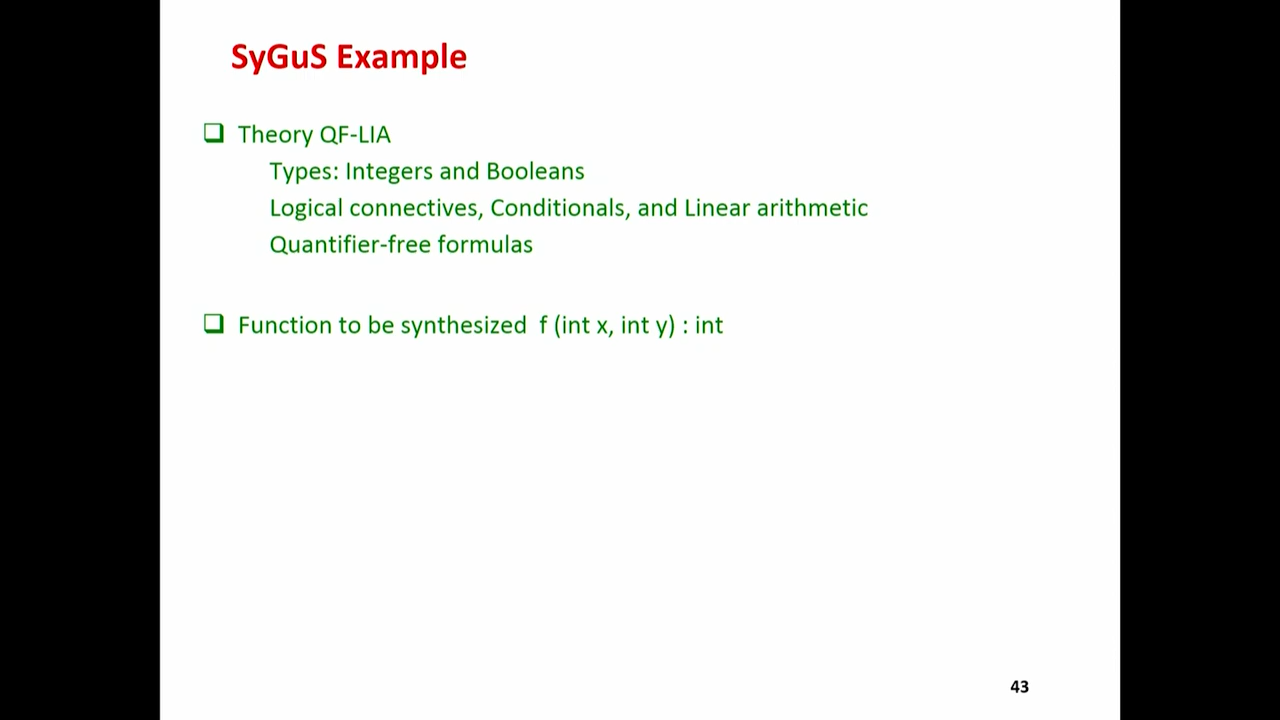 SyGuS Example
❑ Theory QF-LIA
Types: Integers and Booleans
Logical connectives, Conditionals, and Linear arithmetic
Quantifier-free formulas
❑ Function to be synthesized f (int x, int y) : int
43